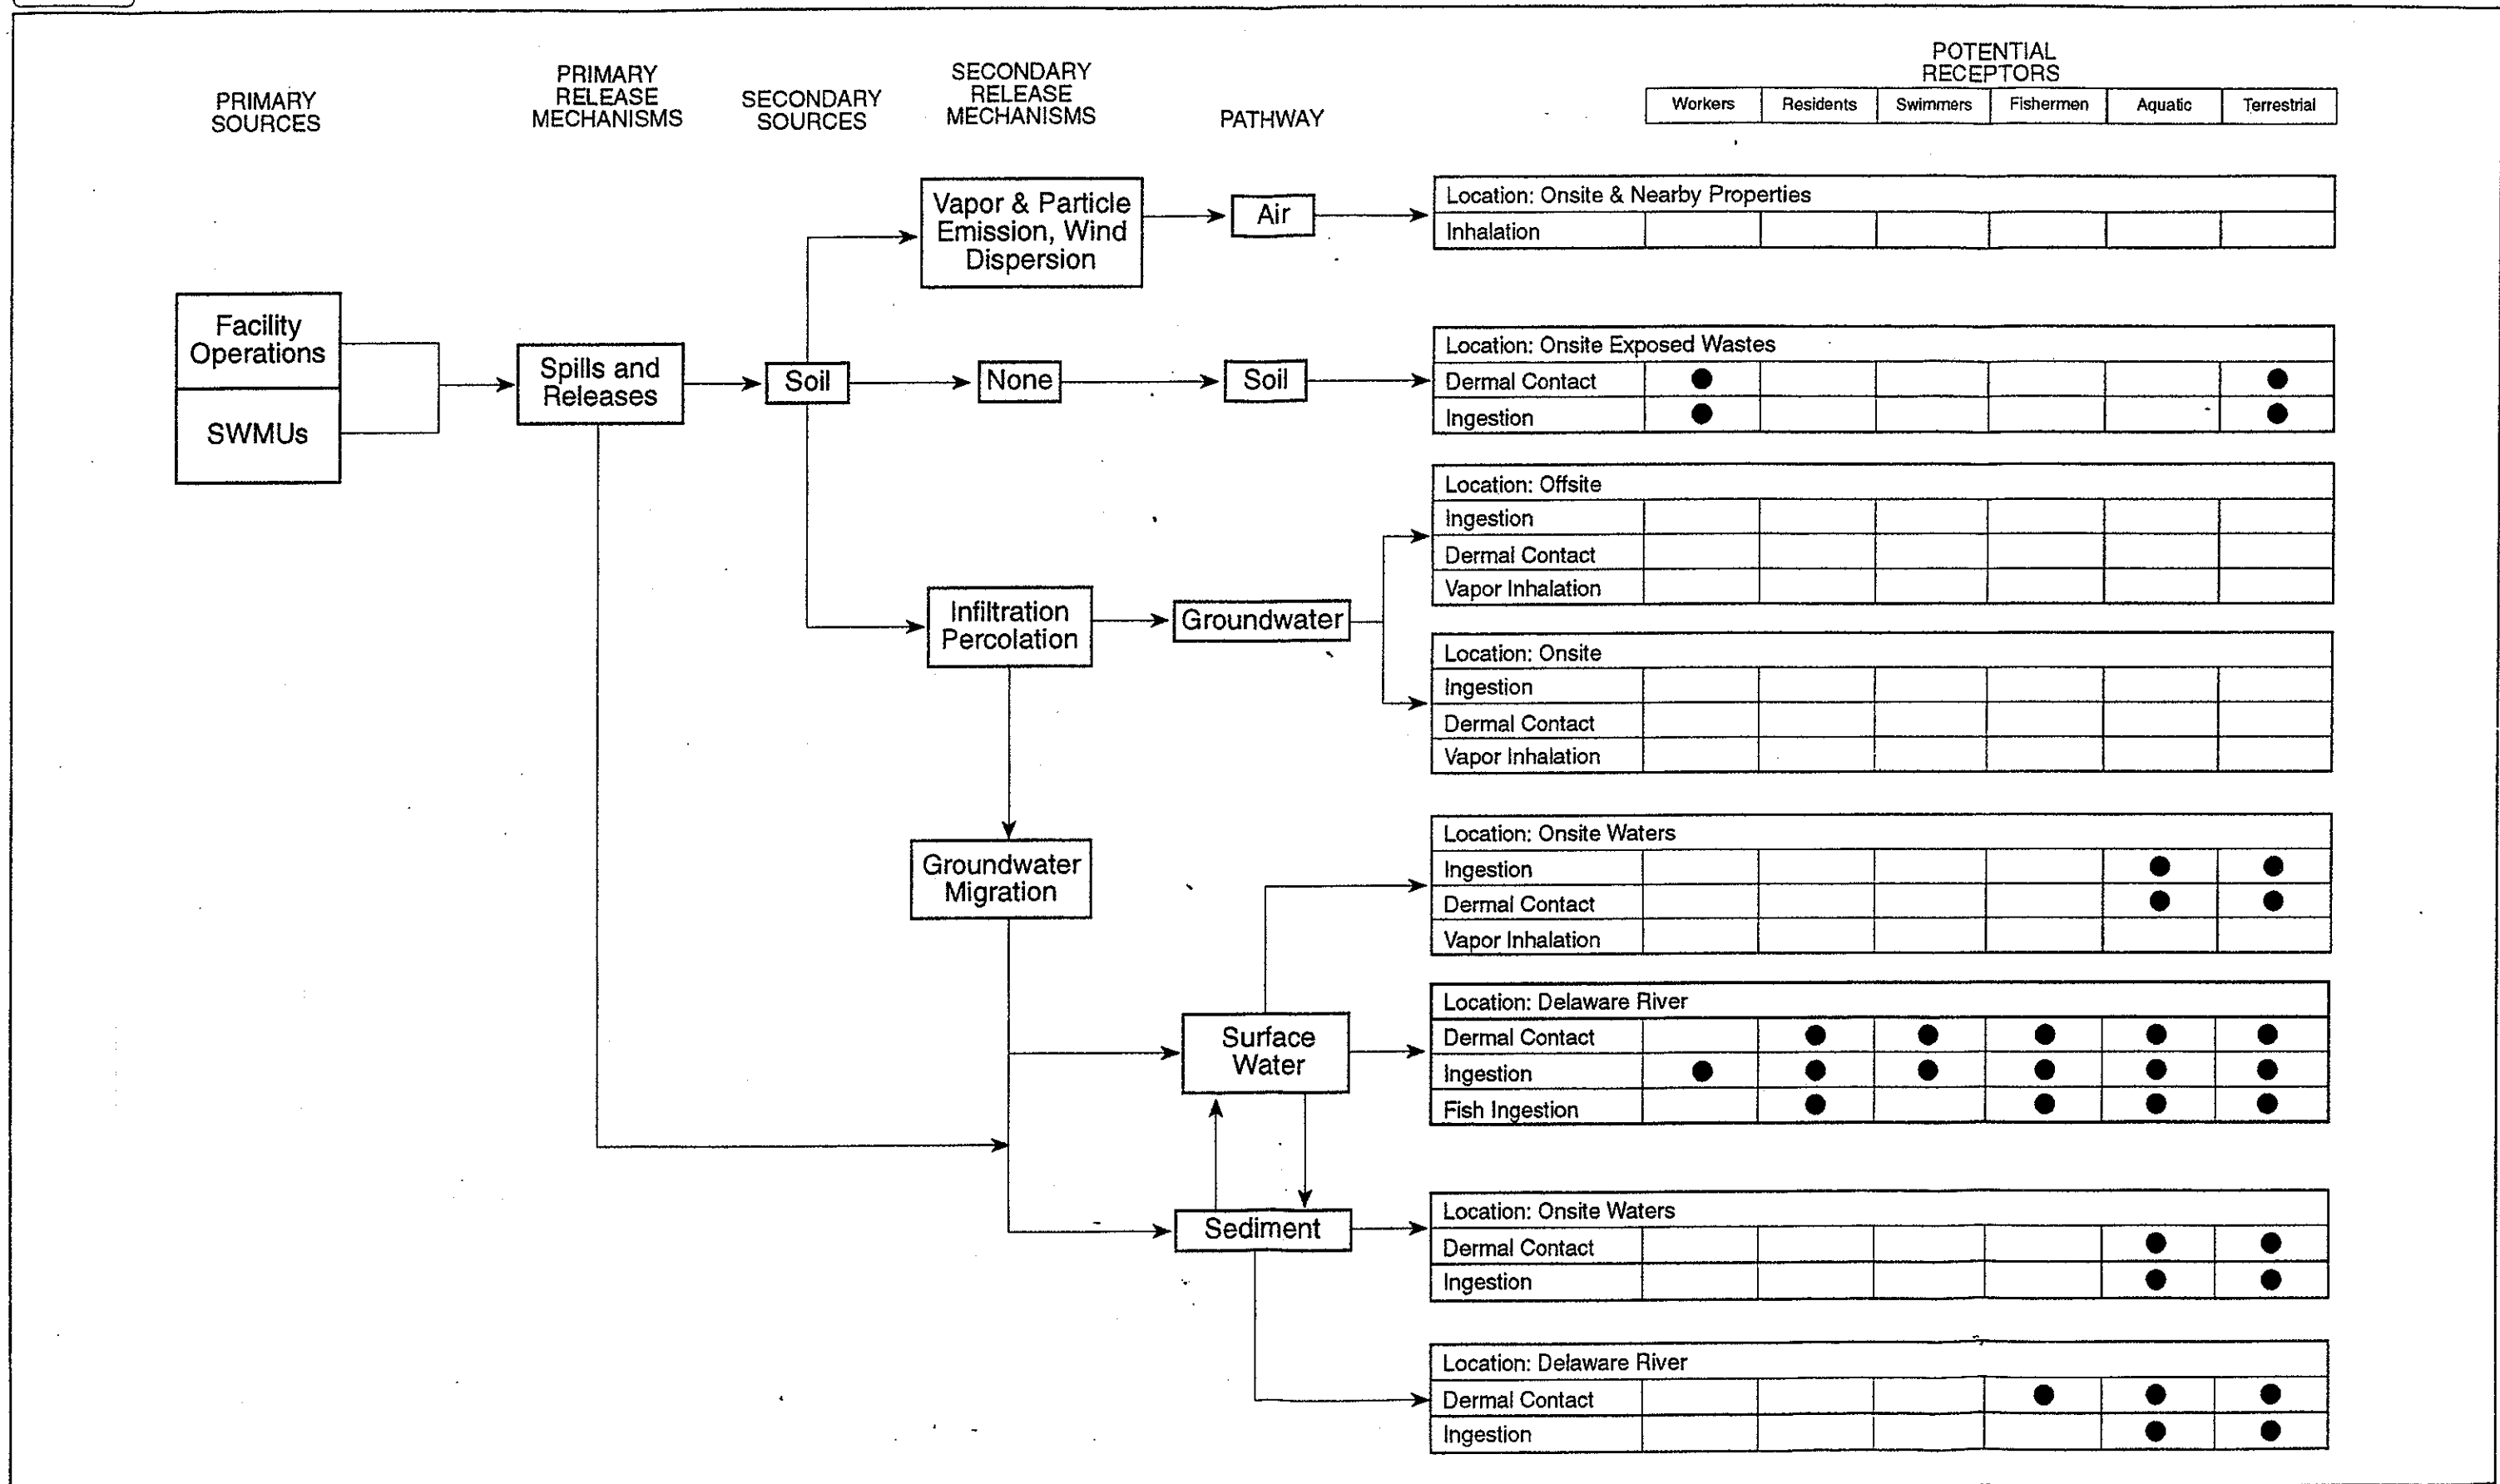 PRIMARY
SOURCES
PRIMARY
RELEASE
MECHANISMS
SECONDARY
SOURCES
SECONDARY
RELEASE
MECHANISMS
PATHWAY
POTENTIAL
RECEPTORS
Workers Residents Swimmers Fishermen Aquatic Terrestrial
Facility
Operations
SWMUs
Spills and
Releases
Soil
Vapor & Particle
Emission, Wind
Dispersion
Air
Location: Onsite & Nearby Properties
Inhalation
None
Soil
Location: Onsite Exposed Wastes
Dermal Contact
Ingestion
Infiltration
Percolation
Groundwater
Location: Offsite
Ingestion
Dermal Contact
Vapor Inhalation
Location: Onsite
Ingestion
Dermal Contact
Vapor Inhalation
Groundwater
Migration
Surface
Water
Location: Onsite Waters
Ingestion
Dermal Contact
Vapor Inhalation
Location: Delaware River
Dermal Contact
Ingestion
Fish Ingestion
Sediment
Location: Onsite Waters
Dermal Contact
Ingestion
Location: Delaware River
Dermal Contact
Ingestion